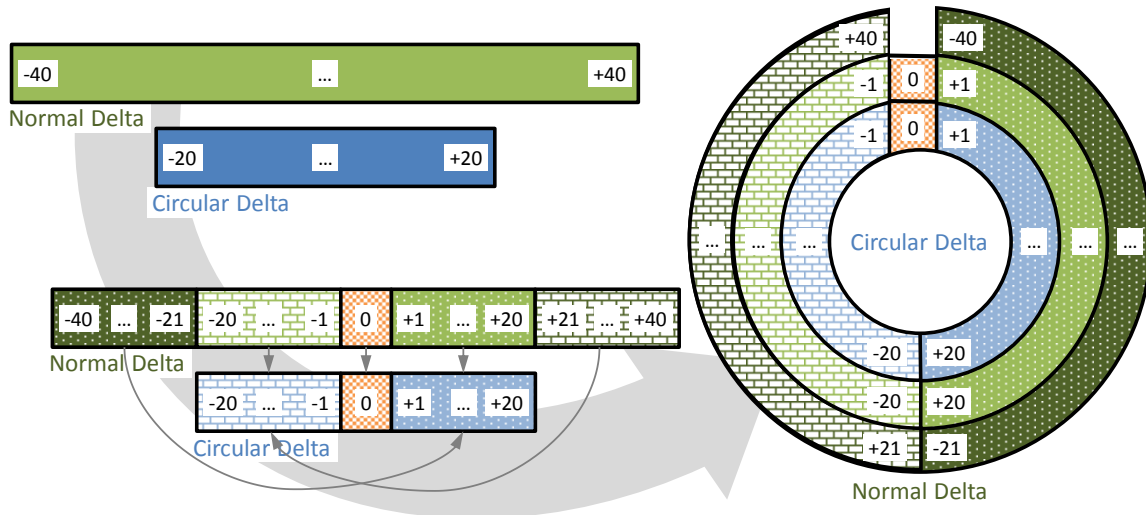 -40 ... +40
Normal Delta
-20 ... +20
Circular Delta
-40 ... -21 -20 ... -1 0 +1 ... +20 +21 ... +40
Normal Delta
-20 ... -1 0 +1 ... +20
Circular Delta
+40 -40
-1 0 +1
-1 0 +1
... ... ... Circular Delta ... ... ...
-20 +20
-20 +20
+21 -21
Normal Delta